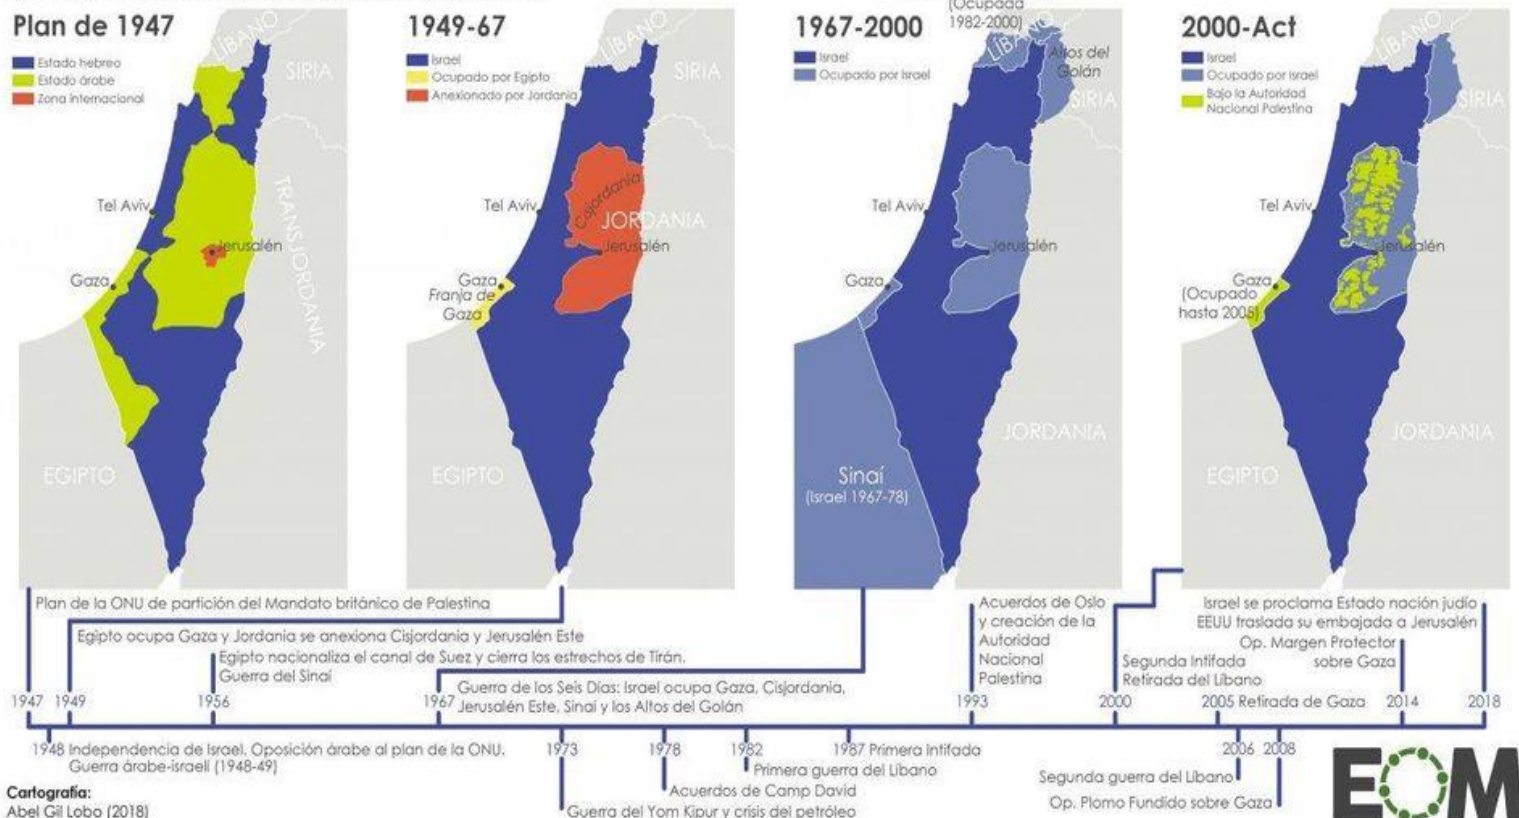 Plan de 1947
Estado hebreo
Estado árabe
Zona internacional
LÍBANO
SIRIA
TRANSJORDANIA
Tel Aviv
Jerusalén
Gaza
EGIPTO
1949-67
Israel
Ocupado por Egipto
Anexionado por Jordania
LÍBANO
SIRIA
Cisjordania
JORDANIA
Tel Aviv
Jerusalén
Gaza
Franja de
Gaza
EGIPTO
1967-2000
Israel
Ocupado por Israel
(Ocupada
1982-2000)
LÍBANO
Altos del
Golán
SIRIA
Tel Aviv
Jerusalén
Gaza
JORDANIA
Sinaí
(Israel 1967-78)
2000-Act
Israel
Ocupado por Israel
Bajo la Autoridad
Nacional Palestina
LÍBANO
SIRIA
Tel Aviv
Jerusalén
Gaza
(Ocupado
hasta 2005)
JORDANIA
EGIPTO
Plan de la ONU de partición del Mandato británico de Palestina
Egipto ocupa Gaza y Jordania se anexiona Cisjordania y Jerusalén Este
Egipto nacionaliza el canal de Suez y cierra los estrechos de Tirán.
Guerra del Sinaí
Guerra de los Seis Días: Israel ocupa Gaza, Cisjordania,
Jerusalén Este, Sinaí y los Altos del Golán
Acuerdos de Oslo
y creación de la
Autoridad
Nacional
Palestina
Segunda Intifada
Retirada del Líbano
Israel se proclama Estado nación judío
EEUU traslada su embajada a Jerusalén
Op. Margen Protector
sobre Gaza
1947 1949 1956 1967 1993 2000 2005 Retirada de Gaza 2014 2018
1948 Independencia de Israel. Oposición árabe al plan de la ONU.
Guerra árabe-israelí (1948-49)
1973 1978 1982 1987 Primera Intifada
2006 2008
Primera guerra del Líbano
Acuerdos de Camp David
Guerra del Yom Kipur y crisis del petróleo
Segunda guerra del Líbano
Op. Plomo Fundido sobre Gaza
Cartografía:
Abel Gil Lobo (2018)
EOM